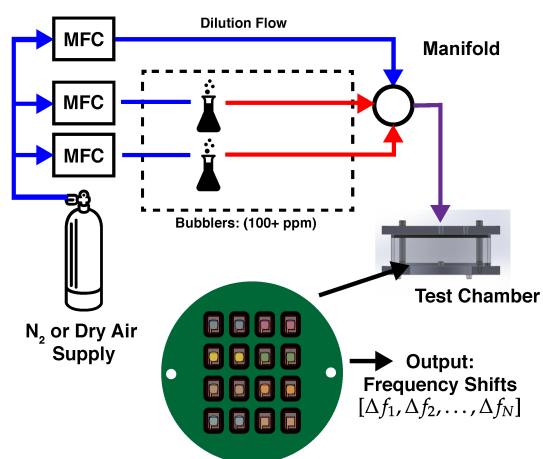 Dilution Flow
MFC
Manifold
MFC
MFC
Bubblers: (100+ ppm)
Test Chamber
N₂ or Dry Air
Supply
Output:
Frequency Shifts
[Δf₁, Δf₂, . . . , Δf_N]